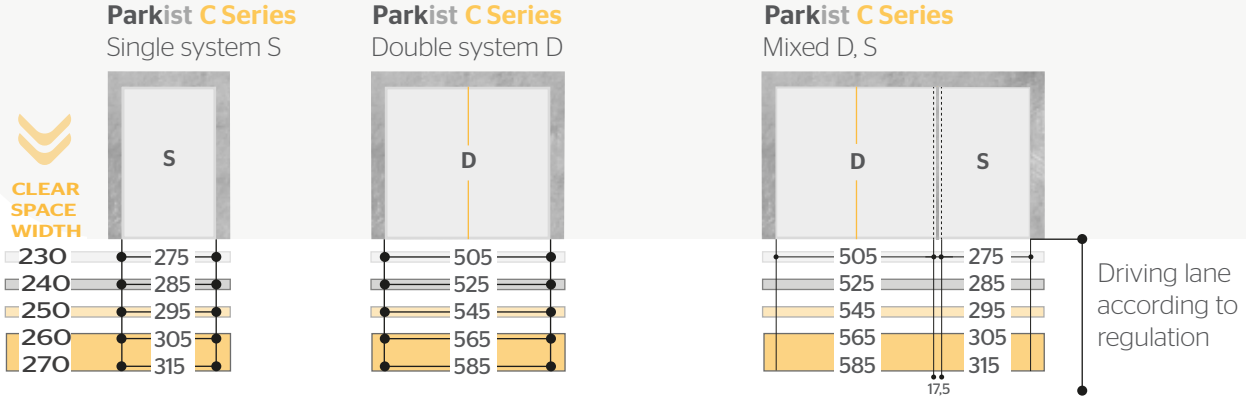 Parkist C Series
Single system S
Parkist C Series
Double system D
Parkist C Series
Mixed D, S
S
D
D
S
CLEAR
SPACE
WIDTH
230 275 505 505 275
240 285 525 525 285
250 295 545 545 295
260 305 565 565 305
270 315 585 585 315
17,5
Driving lane
according to
regulation